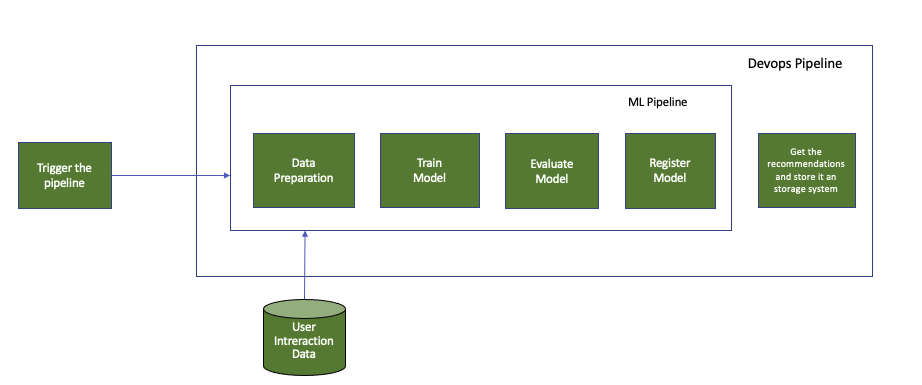 Devops Pipeline
ML Pipeline
Trigger the
pipeline
Data
Preparation
Train
Model
Evaluate
Model
Register
Model
Get the
recommendations
and store it an
storage system
User
Intreraction
Data